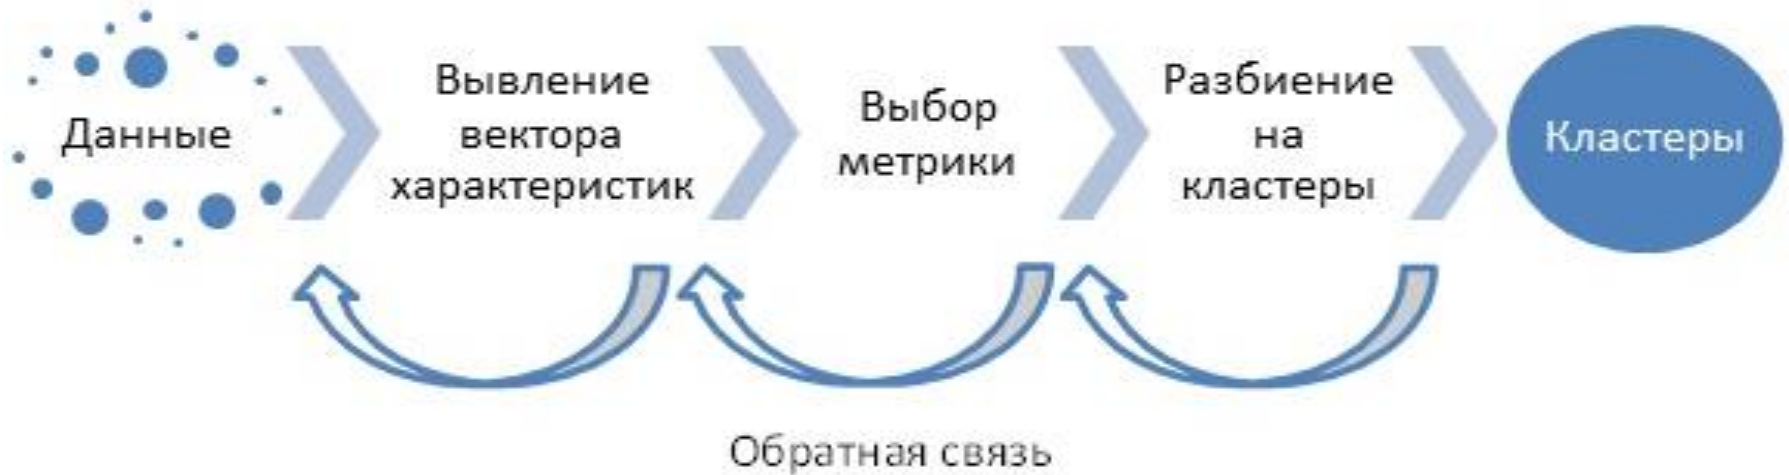 Данные
Вывление
вектора
характеристик
Выбор
метрики
Разбиение
на
кластеры
Кластеры
Обратная связь